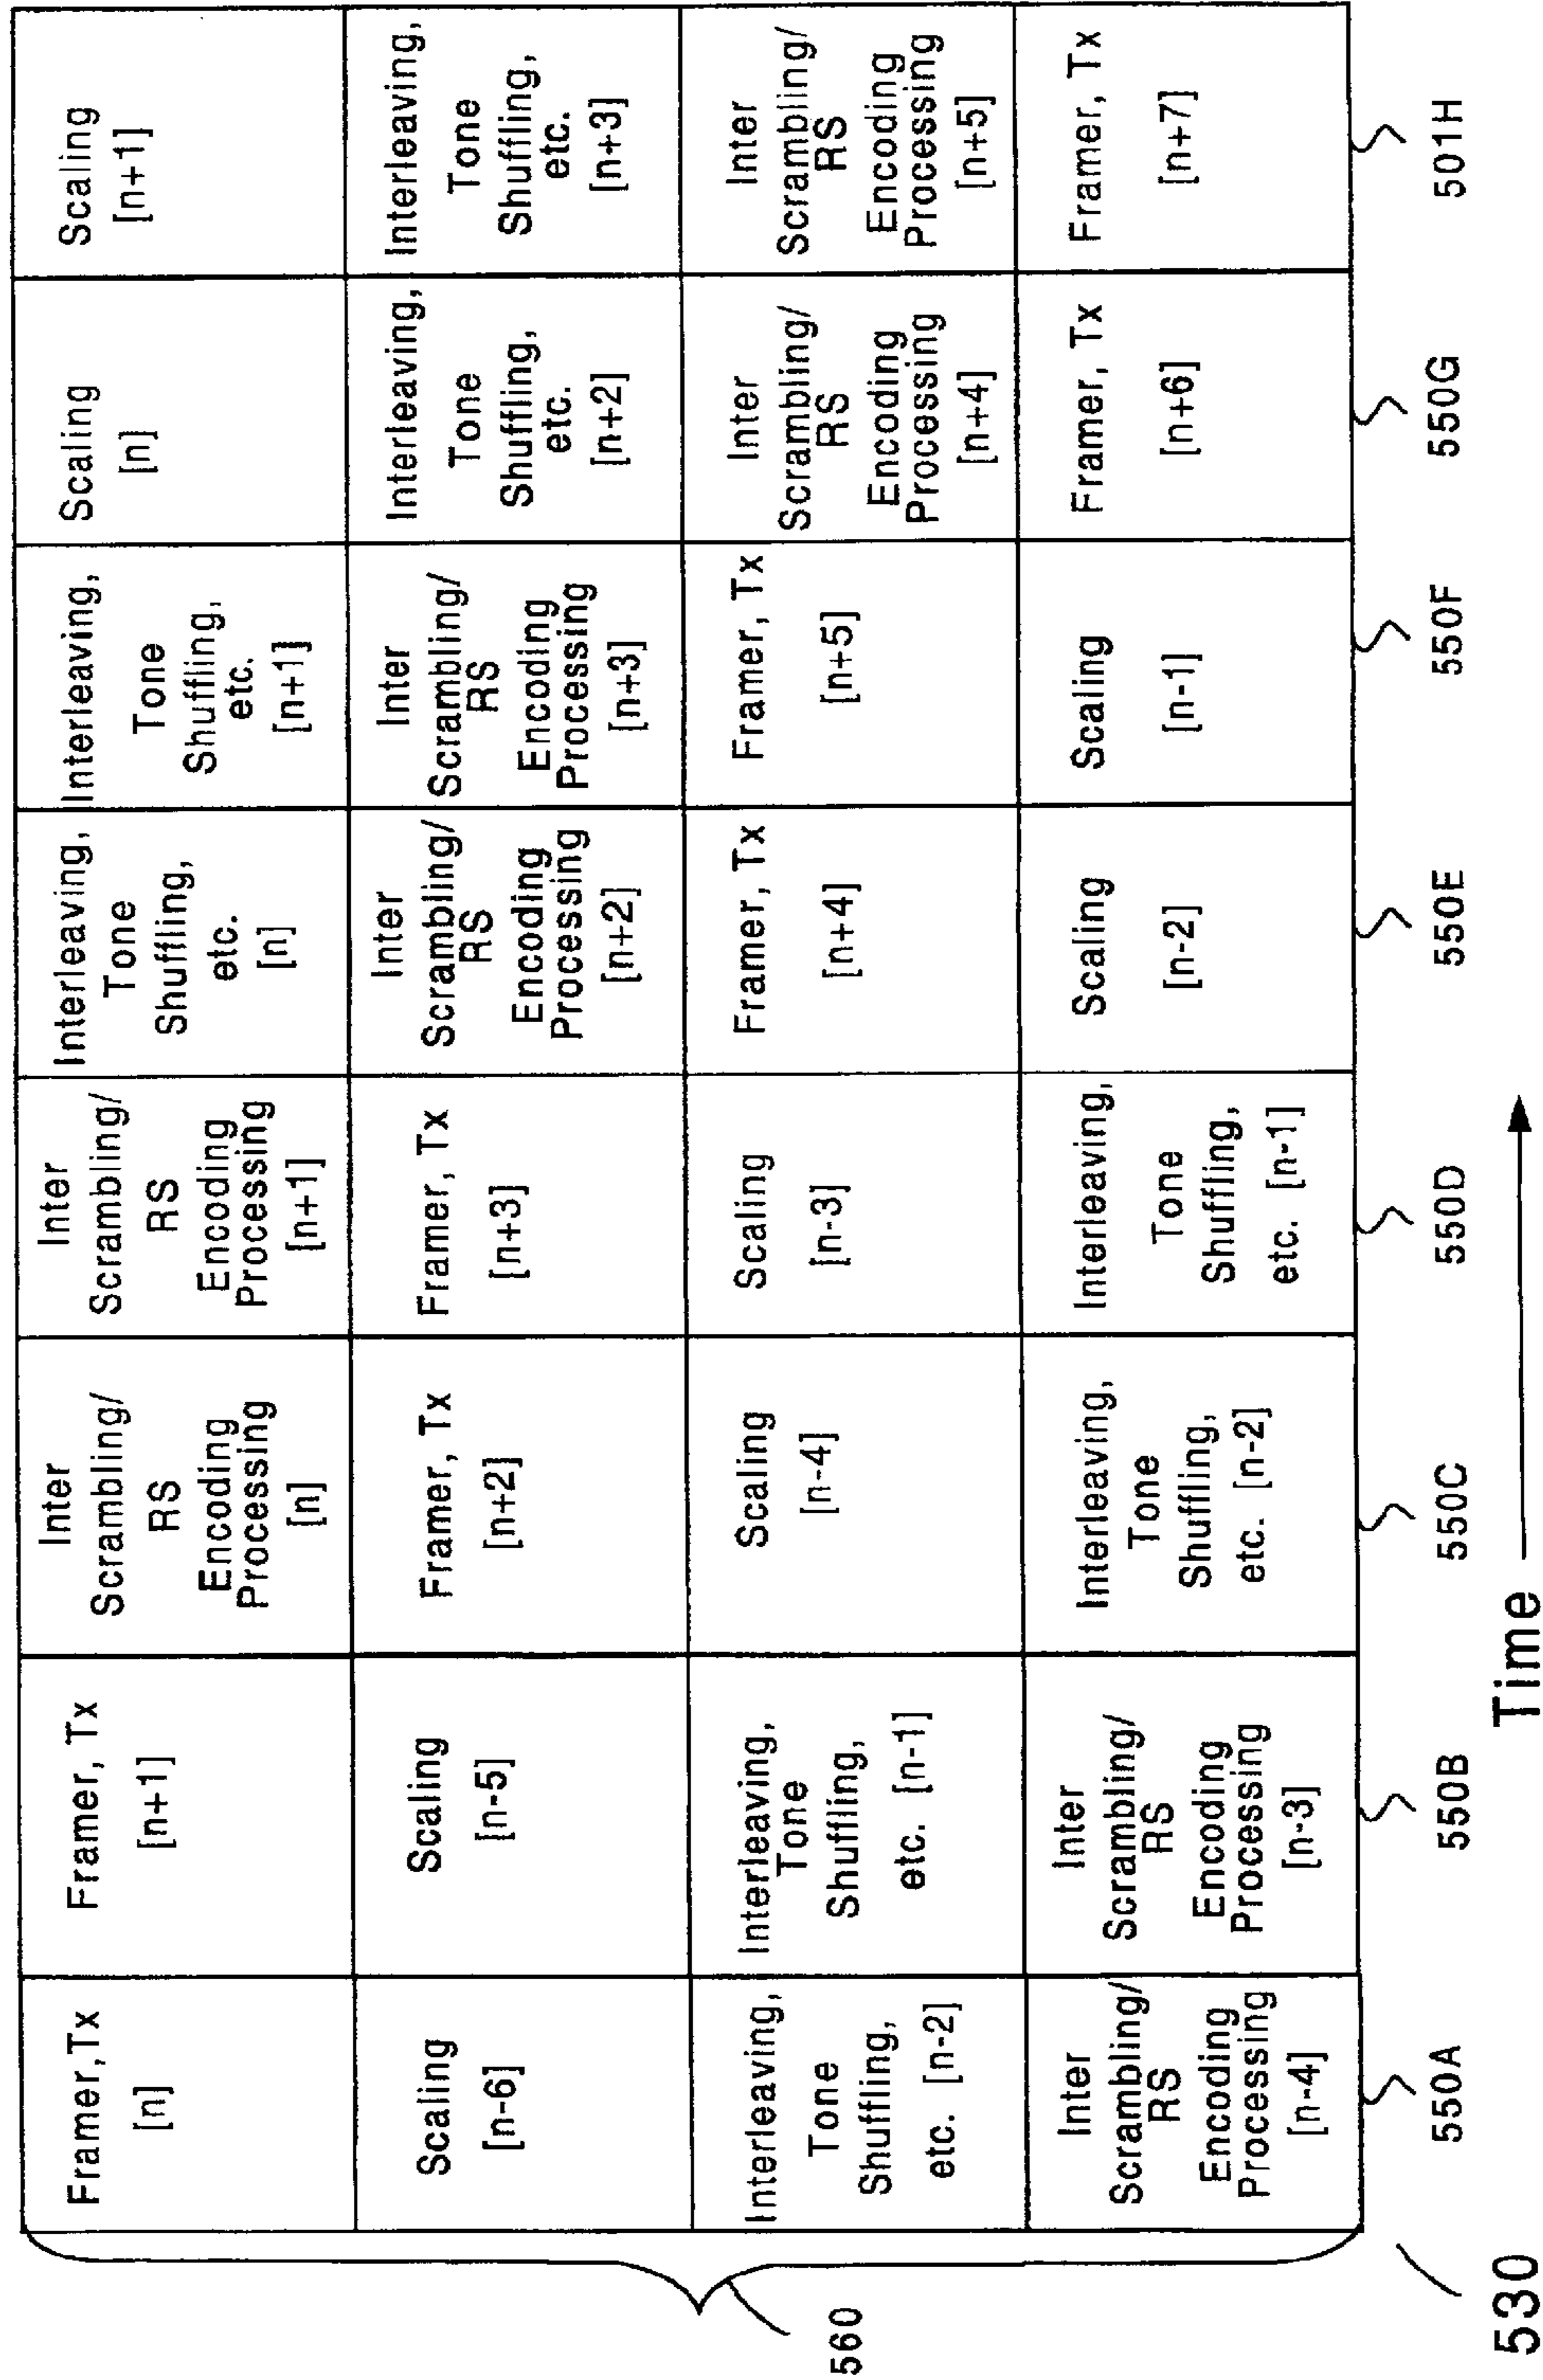 Framer,Tx
[n]
Framer, Tx
[n+1]
Inter
Scrambling/
RS
Encoding
Processing
[n]
Inter
Scrambling/
RS
Encoding
Processing
[n+1]
Interleaving,
Tone
Shuffling,
etc.
[n]
Interleaving,
Tone
Shuffling,
etc.
[n+1]
Scaling
[n]
Scaling
[n+1]
Scaling
[n-6]
Scaling
[n-5]
Framer, Tx
[n+2]
Framer, Tx
[n+3]
Inter
Scrambling/
RS
Encoding
Processing
[n+2]
Inter
Scrambling/
RS
Encoding
Processing
[n+3]
Interleaving,
Tone
Shuffling,
etc.
[n+2]
Interleaving,
Tone
Shuffling,
etc.
[n+3]
Interleaving,
Tone
Shuffling,
etc. [n-2]
Interleaving,
Tone
Shuffling,
etc. [n-1]
Scaling
[n-4]
Scaling
[n-3]
Framer, Tx
[n+4]
Framer, Tx
[n+5]
Inter
Scrambling/
RS
Encoding
Processing
[n+4]
Inter
Scrambling/
RS
Encoding
Processing
[n+5]
Inter
Scrambling/
RS
Encoding
Processing
[n-4]
Inter
Scrambling/
RS
Encoding
Processing
[n-3]
Interleaving,
Tone
Shuffling,
etc. [n-2]
Interleaving,
Tone
Shuffling,
etc. [n-1]
Scaling
[n-2]
Scaling
[n-1]
Framer, Tx
[n+6]
Framer, Tx
[n+7]
560
550A
550B
550C
550D
550E
550F
550G
501H
Time
530